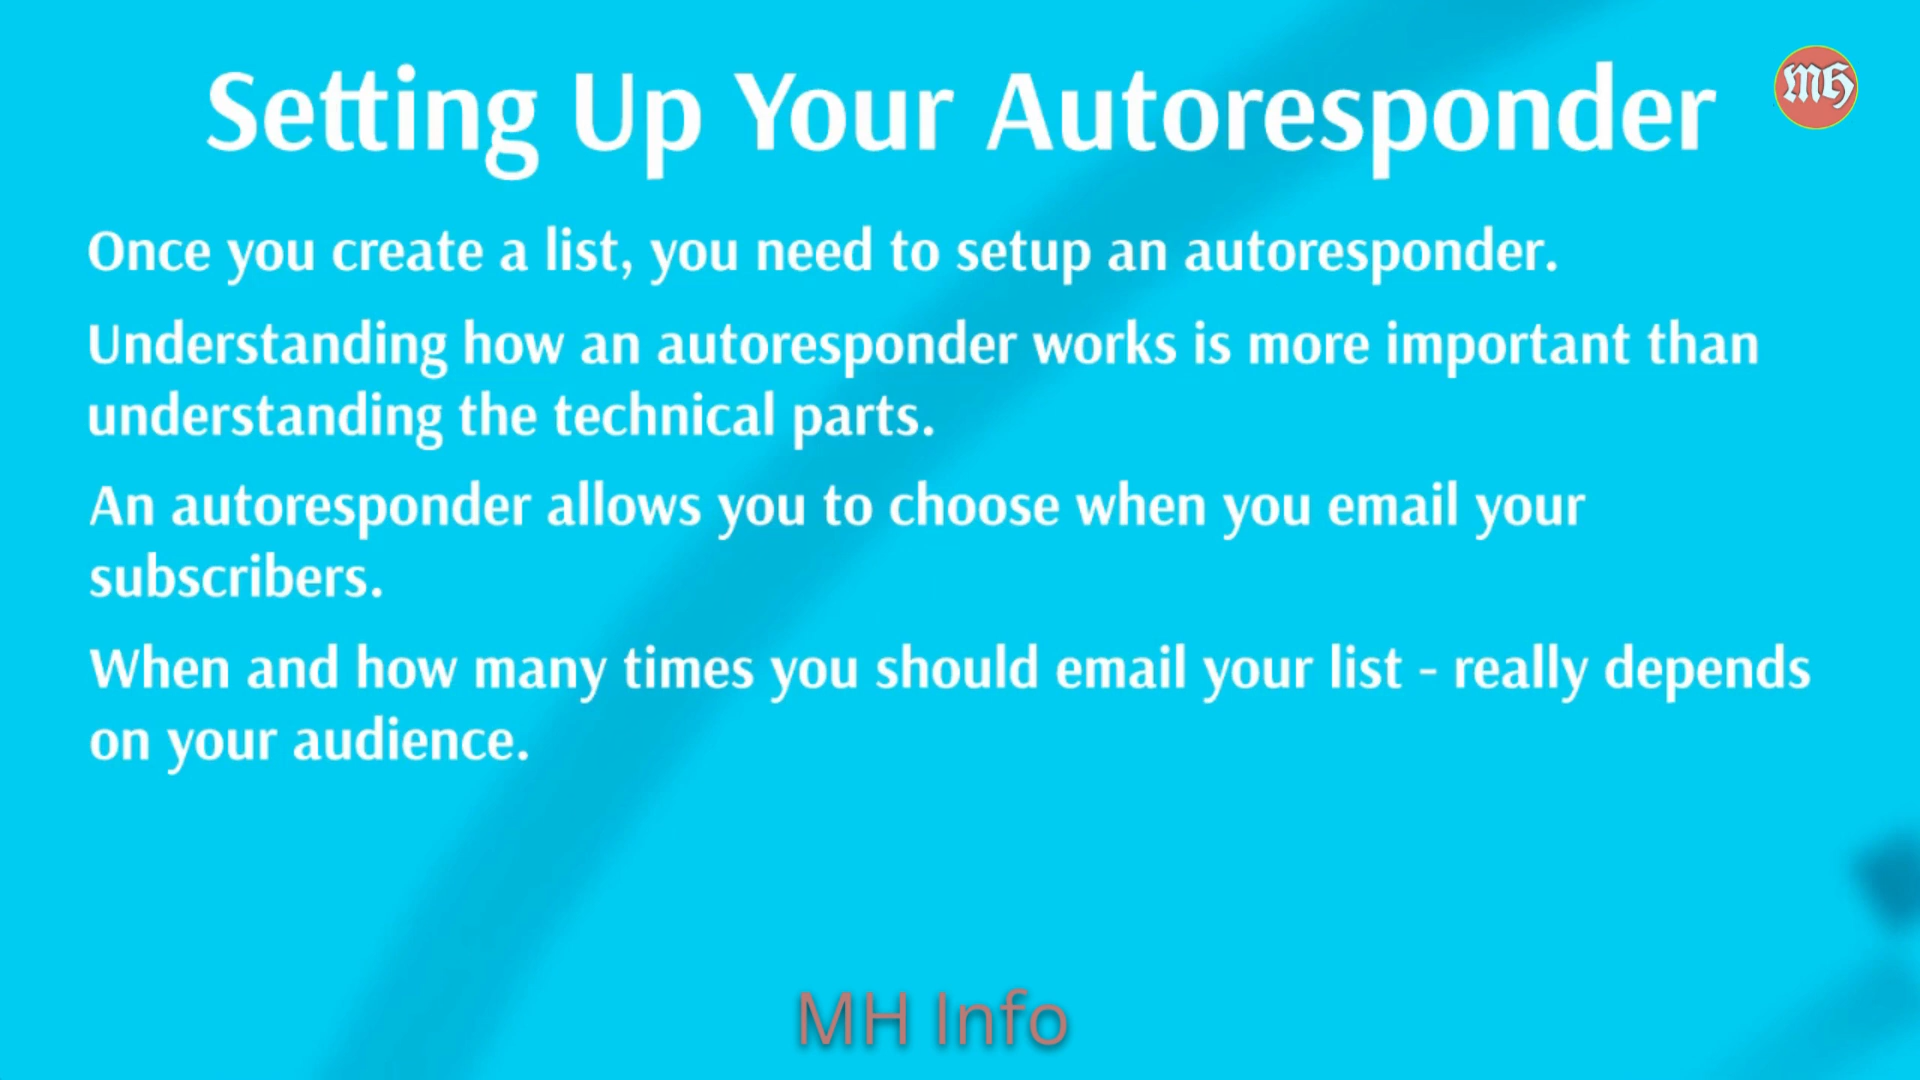 Setting Up Your Autoresponder
MH
Once you create a list, you need to setup an autoresponder.
Understanding how an autoresponder works is more important than
understanding the technical parts.
An autoresponder allows you to choose when you email your
subscribers.
When and how many times you should email your list - really depends
on your audience.
MH Info